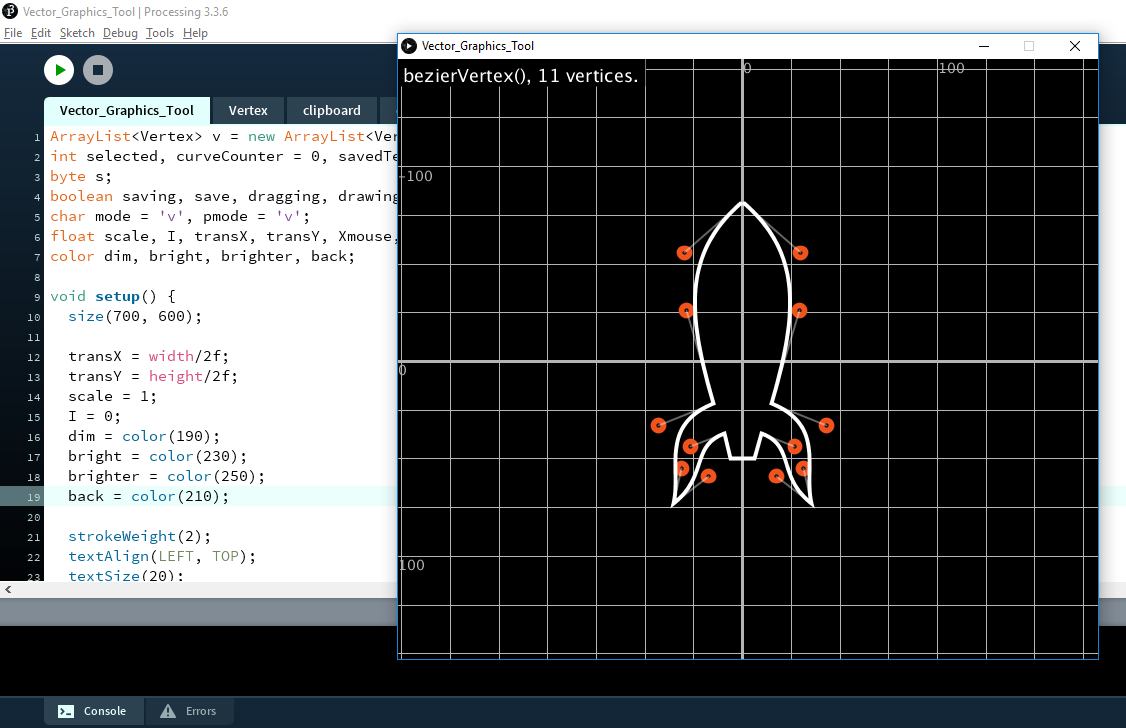 Vector_Graphics_Tool | Processing 3.3.6
File Edit Sketch Debug Tools Help
Vector_Graphics_Tool
bezierVertex(), 11 vertices.
0
100
-100
0
100
Vector_Graphics_Tool Vertex clipboard
1 ArrayList<Vertex> v = new ArrayList<Ver
2 int selected, curveCounter = 0, savedTe
3 byte s;
4 boolean saving, save, dragging, drawing
5 char mode = 'v', pmode = 'v';
6 float scale, I, transX, transY, Xmouse,
7 color dim, bright, brighter, back;
8
9 void setup() {
10 size(700, 600);
11
12 transX = width/2f;
13 transY = height/2f;
14 scale = 1;
15 I = 0;
16 dim = color(190);
17 bright = color(230);
18 brighter = color(250);
19 back = color(210);
20
21 strokeWeight(2);
22 textAlign(LEFT, TOP);
23 textSize(20);
Console Errors